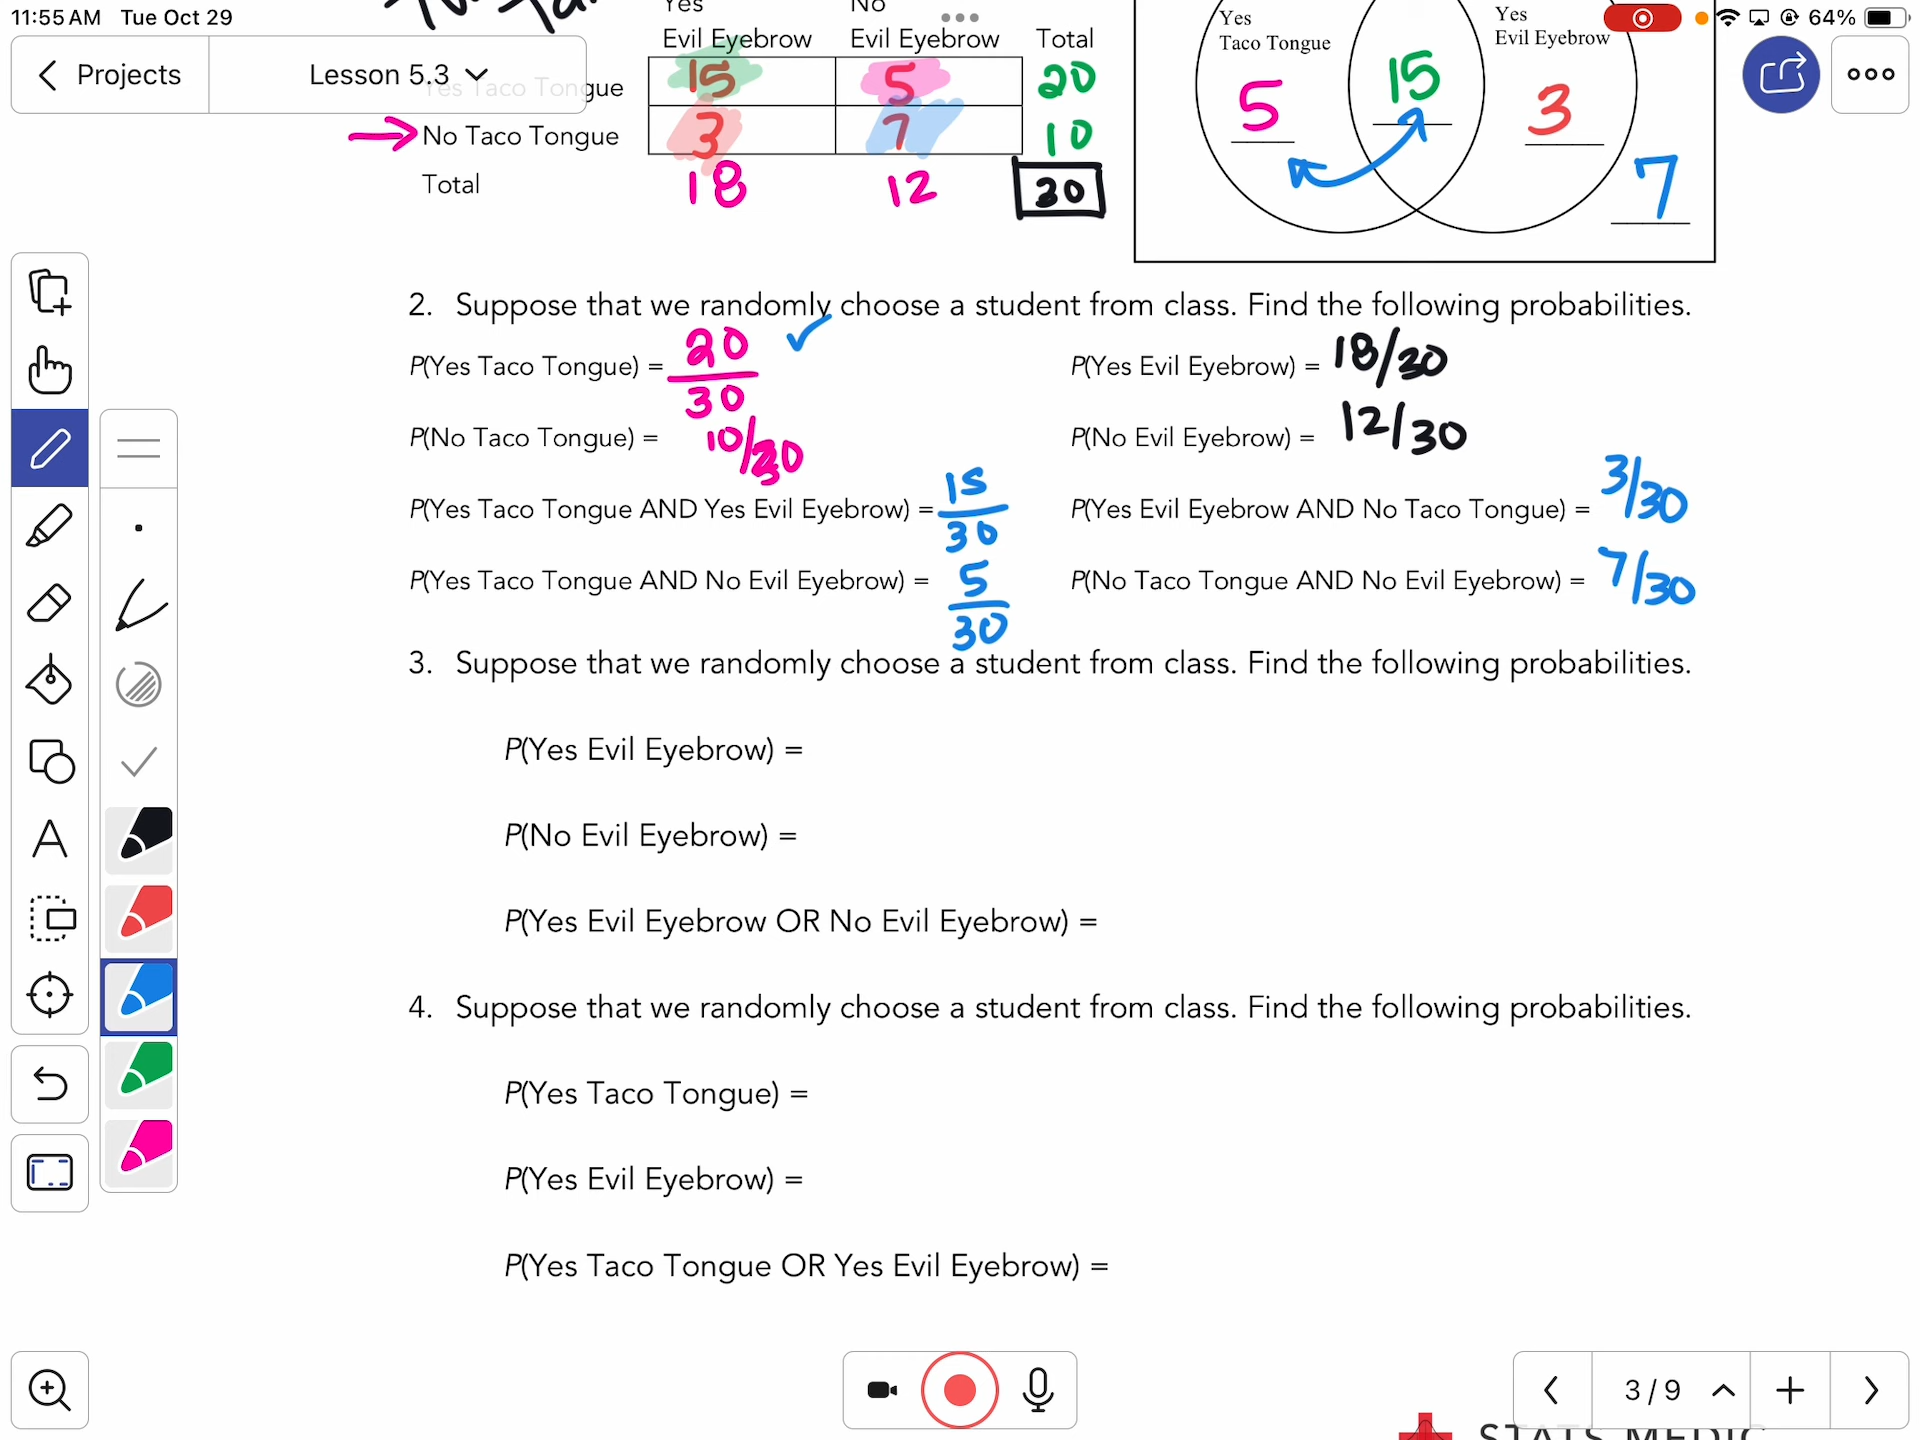 11:55 AM Tue Oct 29
64%
Projects
Lesson 5.3
Yes No
Evil Eyebrow Evil Eyebrow Total
Yes Taco Tongue 15 5 20
No Taco Tongue 3 7 10
Total 18 12 30
Yes
Taco Tongue
Yes
Evil Eyebrow
5 15 3
7
2. Suppose that we randomly choose a student from class. Find the following probabilities.
P(Yes Taco Tongue) = 20/30 ✓
P(Yes Evil Eyebrow) = 18/30
P(No Taco Tongue) = 10/30
P(No Evil Eyebrow) = 12/30
P(Yes Taco Tongue AND Yes Evil Eyebrow) = 15/30
P(Yes Evil Eyebrow AND No Taco Tongue) = 3/30
P(Yes Taco Tongue AND No Evil Eyebrow) = 5/30
P(No Taco Tongue AND No Evil Eyebrow) = 7/30
3. Suppose that we randomly choose a student from class. Find the following probabilities.
P(Yes Evil Eyebrow) =
P(No Evil Eyebrow) =
P(Yes Evil Eyebrow OR No Evil Eyebrow) =
4. Suppose that we randomly choose a student from class. Find the following probabilities.
P(Yes Taco Tongue) =
P(Yes Evil Eyebrow) =
P(Yes Taco Tongue OR Yes Evil Eyebrow) =
A
3 / 9
STATS MEDIC